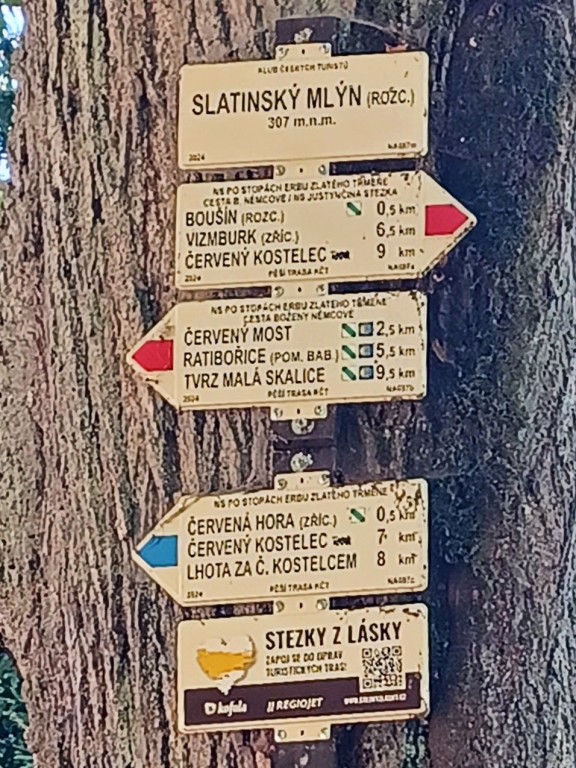 KLUB ČESKÝCH TURISTŮ
SLATINSKÝ MLÝN (ROZC.)
307 m.n.m.
2024
NS PO STOPÁCH ERBU ZLATÉHO TŘMENE
CESTA B. NĚMCOVÉ / NS JUSTYNČINA STEZKA
BOUŠÍN (ROZC.) 0,5 km
VIZMBURK (ZŘÍC.) 6,5 km
ČERVENÝ KOSTELEC 9 km
2024 PĚŠÍ TRASA KČT NA087a
NS PO STOPÁCH ERBU ZLATÉHO TŘMENE
CESTA BOŽENY NĚMCOVÉ
ČERVENÝ MOST 2,5 km
RATIBOŘICE (POM. BAB.) 5,5 km
TVRZ MALÁ SKALICE 9,5 km
2024 PĚŠÍ TRASA KČT NA087b
NS PO STOPÁCH ERBU ZLATÉHO TŘMENE
ČERVENÁ HORA (ZŘÍC.) 0,5 km
ČERVENÝ KOSTELEC 7 km
LHOTA ZA Č. KOSTELCEM 8 km
2024 PĚŠÍ TRASA KČT NA087c
STEZKY Z LÁSKY
ZAPOJ SE DO OPRAV
TURISTICKÝCH TRAS!
kofola REGIOJET